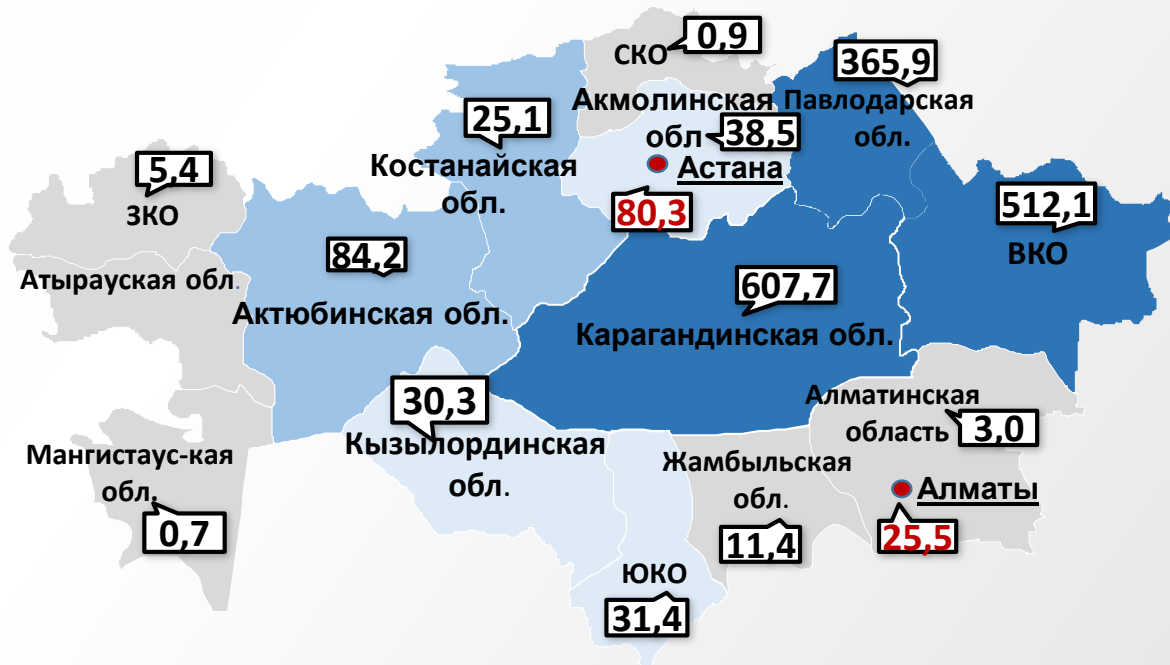 СКО
0,9
365,9
Акмолинская
обл
38,5
Павлодарская
обл.
25,1
Костанайская
обл.
Астана
80,3
5,4
ЗКО
512,1
ВКО
84,2
Атырауская обл.
Актюбинская обл.
607,7
Карагандинская обл.
30,3
Кызылординская
обл.
Алматинская
область
3,0
Мангистаус-кая
обл.
0,7
Жамбыльская
обл.
11,4
Алматы
25,5
ЮКО
31,4